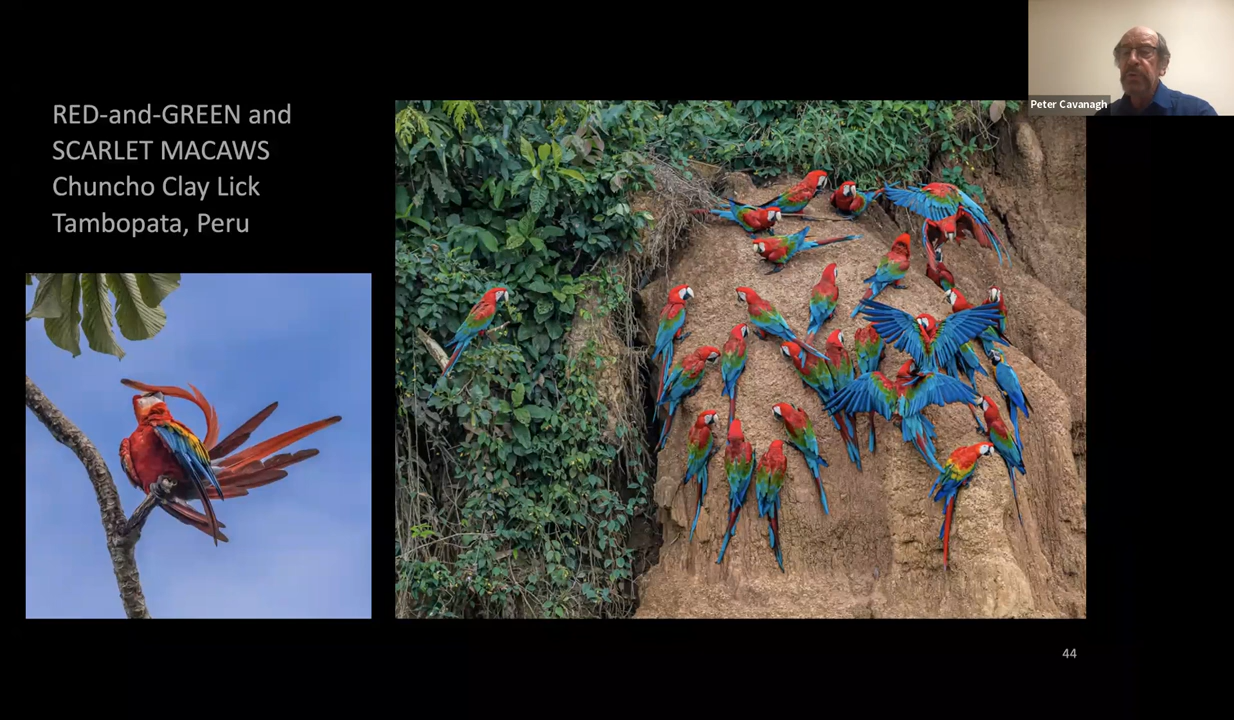 RED-and-GREEN and
SCARLET MACAWS
Chuncho Clay Lick
Tambopata, Peru
Peter Cavanagh
44